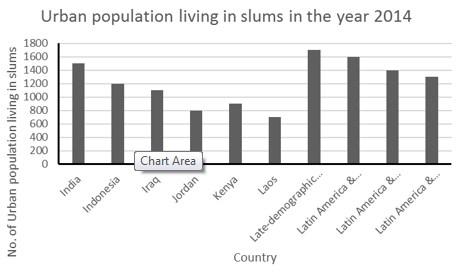 Urban population living in slums in the year 2014
No. of Urban population living in slums
1800
1600
1400
1200
1000
800
600
400
200
0
Chart Area
India
Indonesia
Iraq
Jordan
Kenya
Laos
Late-demographic...
Latin America &...
Latin America &...
Latin America &...
Country